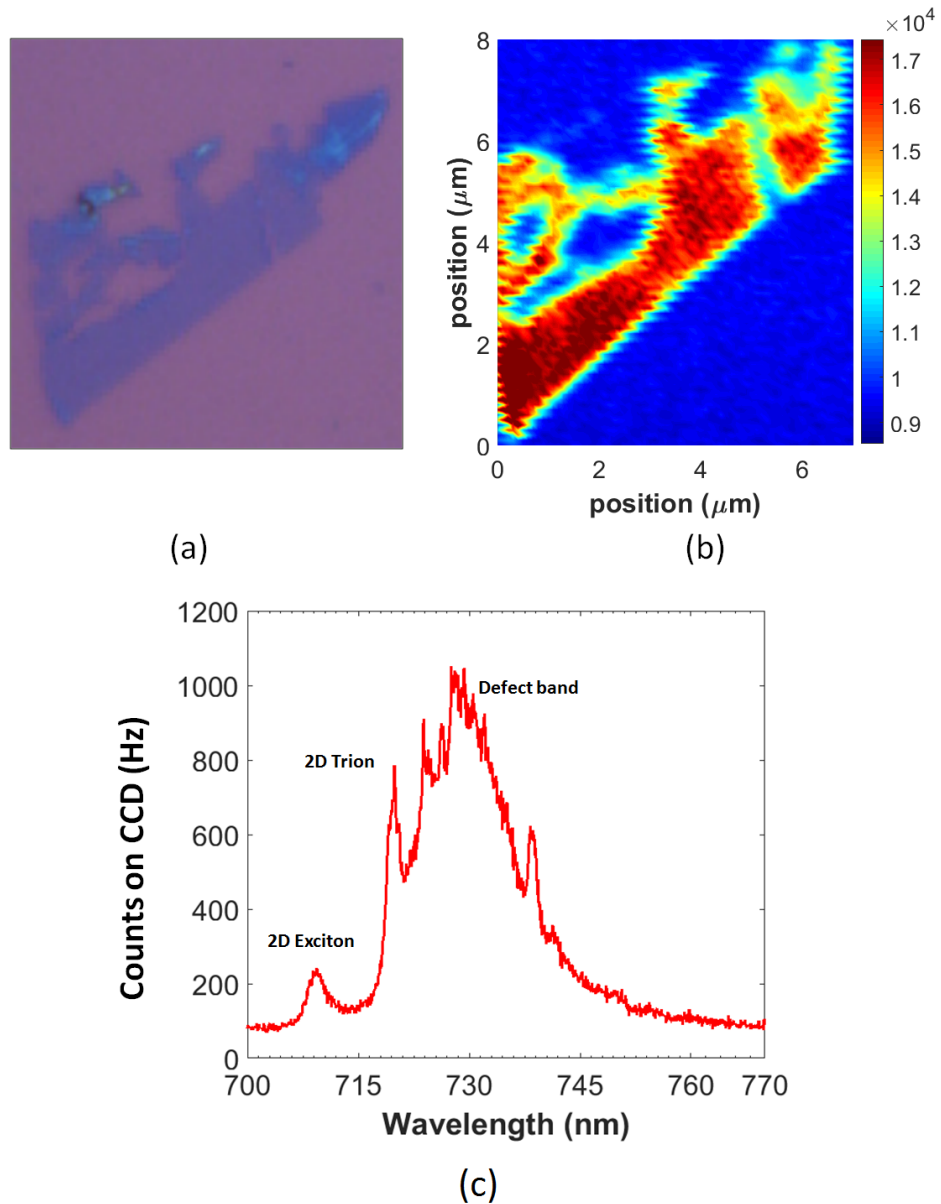 ×10⁴
8
6
4
2
0
position (μm)
0 2 4 6
position (μm)
1.7
1.6
1.5
1.4
1.3
1.2
1.1
1
0.9
(a)
(b)
1200
1000
800
600
400
200
0
Counts on CCD (Hz)
Defect band
2D Trion
2D Exciton
700 715 730 745 760 770
Wavelength (nm)
(c)